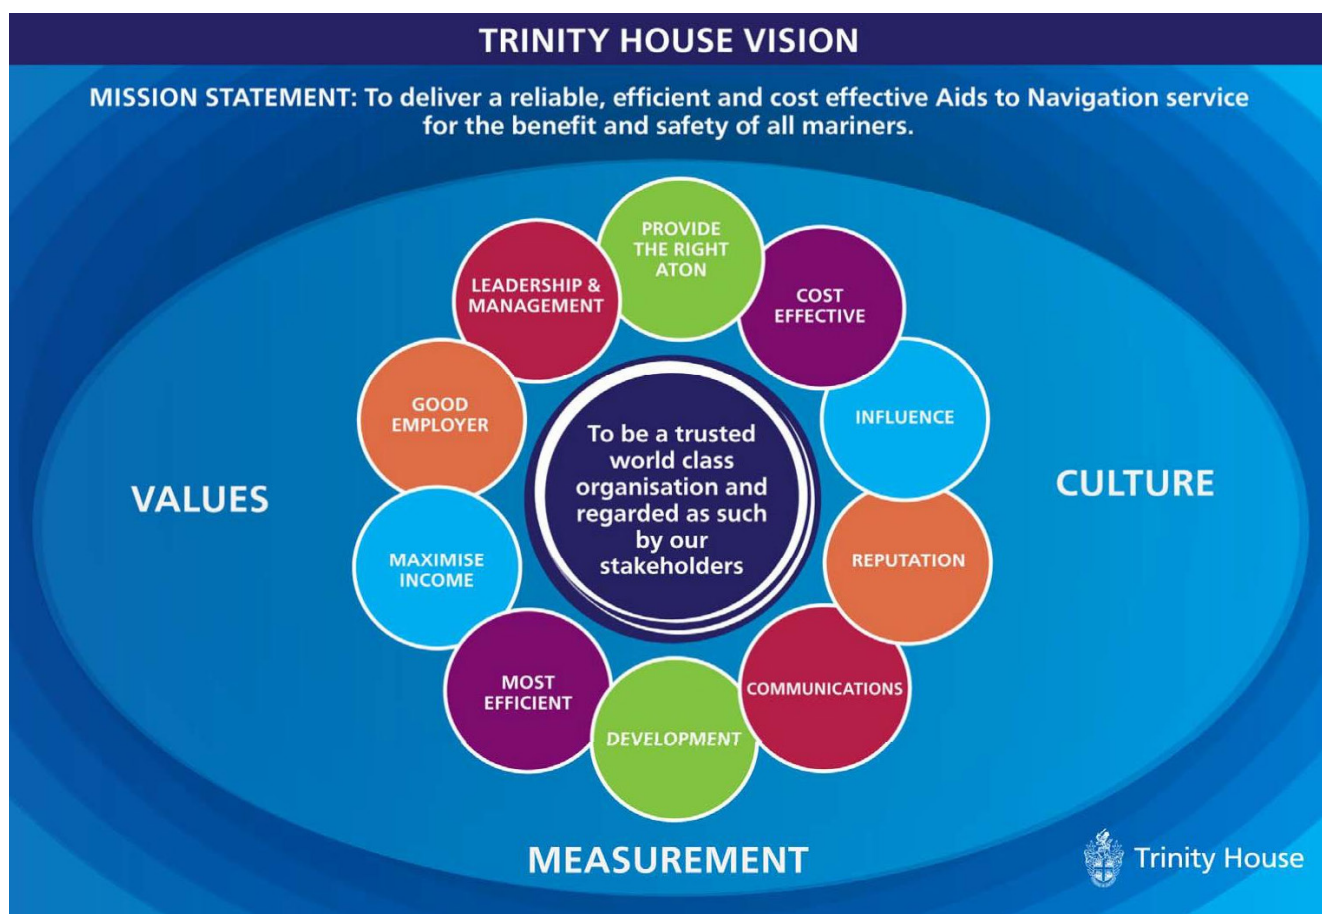 TRINITY HOUSE VISION
MISSION STATEMENT: To deliver a reliable, efficient and cost effective Aids to Navigation service
for the benefit and safety of all mariners.
PROVIDE
THE RIGHT
ATON
COST
EFFECTIVE
INFLUENCE
REPUTATION
COMMUNICATIONS
DEVELOPMENT
MOST
EFFICIENT
MAXIMISE
INCOME
GOOD
EMPLOYER
LEADERSHIP &
MANAGEMENT
To be a trusted
world class
organisation and
regarded as such
by our
stakeholders
VALUES
CULTURE
MEASUREMENT
Trinity House